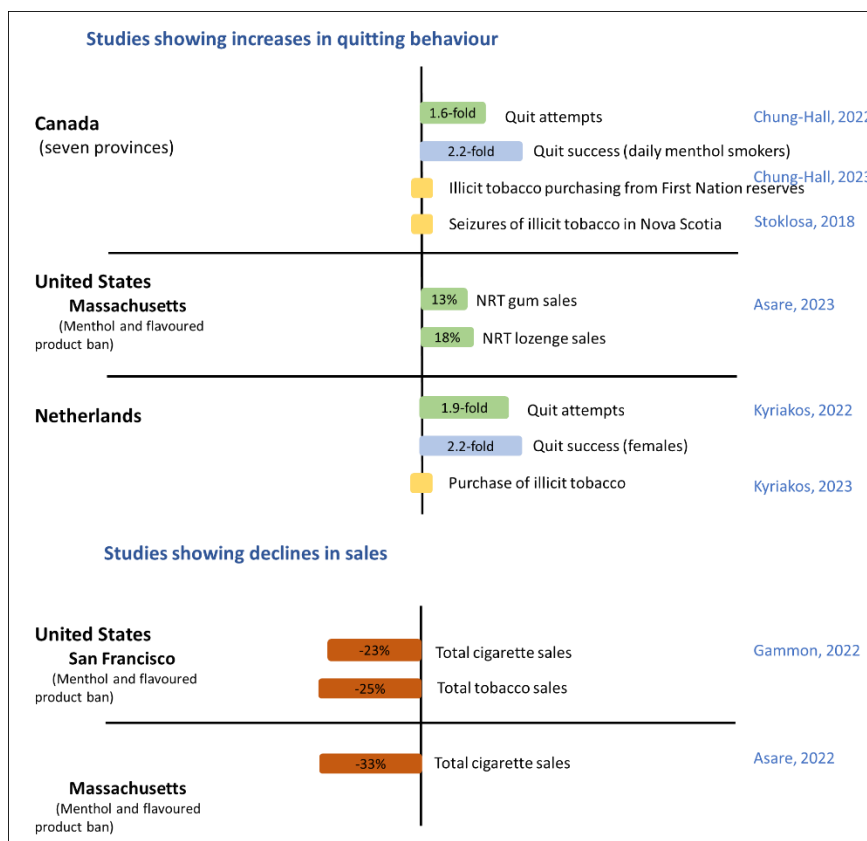 Studies showing increases in quitting behaviour
Canada
(seven provinces)
1.6-fold Quit attempts Chung-Hall, 2022
2.2-fold Quit success (daily menthol smokers)
Chung-Hall, 2023
Illicit tobacco purchasing from First Nation reserves
Seizures of illicit tobacco in Nova Scotia Stoklosa, 2018
United States
Massachusetts
(Menthol and flavoured
product ban)
13% NRT gum sales Asare, 2023
18% NRT lozenge sales
Netherlands
1.9-fold Quit attempts Kyriakos, 2022
2.2-fold Quit success (females)
Purchase of illicit tobacco Kyriakos, 2023
Studies showing declines in sales
United States
San Francisco
(Menthol and flavoured
product ban)
-23% Total cigarette sales Gammon, 2022
-25% Total tobacco sales
-33% Total cigarette sales Asare, 2022
Massachusetts
(Menthol and flavoured
product ban)